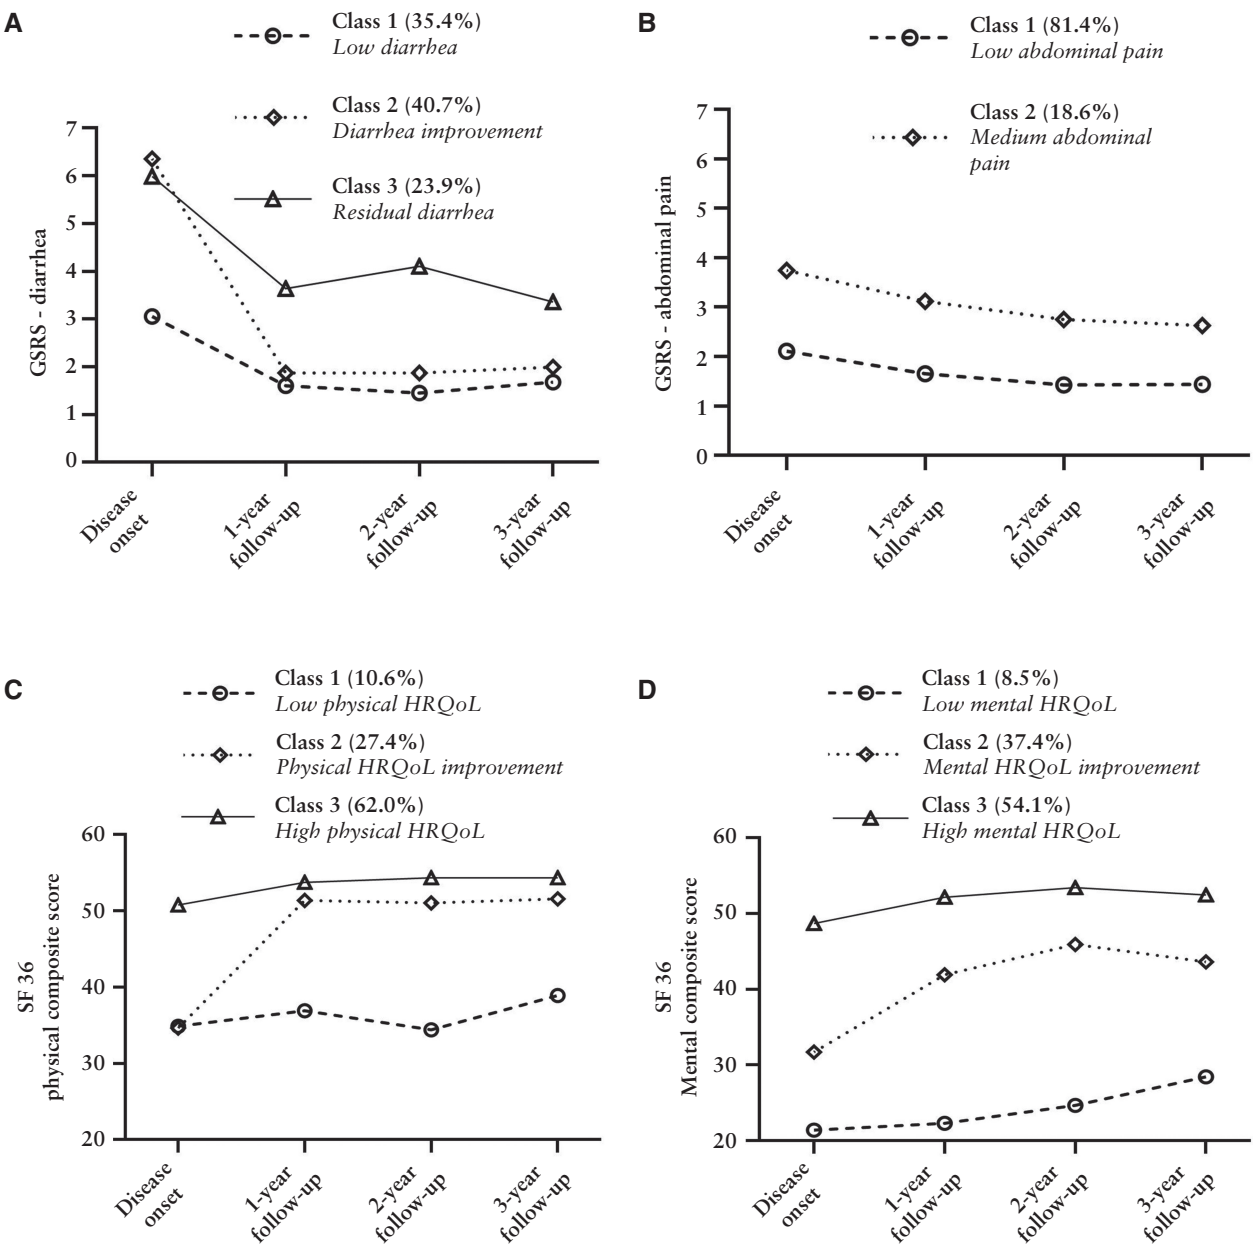 A
Class 1 (35.4%)
Low diarrhea
Class 2 (40.7%)
Diarrhea improvement
Class 3 (23.9%)
Residual diarrhea
GSRS - diarrhea
7
6
5
4
3
2
1
0
Disease
onset
1-year
follow-up
2-year
follow-up
3-year
follow-up
B
Class 1 (81.4%)
Low abdominal pain
Class 2 (18.6%)
Medium abdominal
pain
GSRS - abdominal pain
7
6
5
4
3
2
1
0
Disease
onset
1-year
follow-up
2-year
follow-up
3-year
follow-up
C
Class 1 (10.6%)
Low physical HRQoL
Class 2 (27.4%)
Physical HRQoL improvement
Class 3 (62.0%)
High physical HRQoL
SF 36
physical composite score
60
50
40
30
20
Disease
onset
1-year
follow-up
2-year
follow-up
3-year
follow-up
D
Class 1 (8.5%)
Low mental HRQoL
Class 2 (37.4%)
Mental HRQoL improvement
Class 3 (54.1%)
High mental HRQoL
SF 36
Mental composite score
60
50
40
30
20
Disease
onset
1-year
follow-up
2-year
follow-up
3-year
follow-up